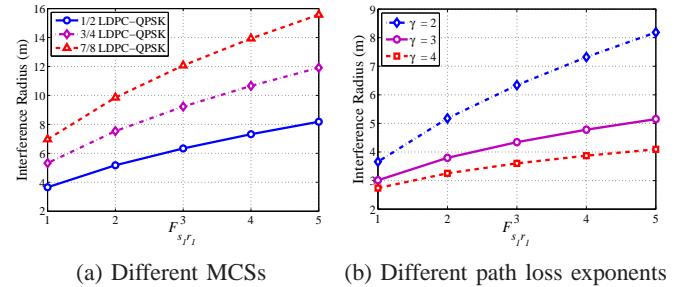 16
14
12
10
8
6
4
2
Interference Radius (m)
1/2 LDPC-QPSK
3/4 LDPC-QPSK
7/8 LDPC-QPSK
1 2 3 4 5
F s1r1
(a) Different MCSs
9
8
7
6
5
4
3
2
Interference Radius (m)
γ = 2
γ = 3
γ = 4
1 2 3 4 5
F s1r1
(b) Different path loss exponents